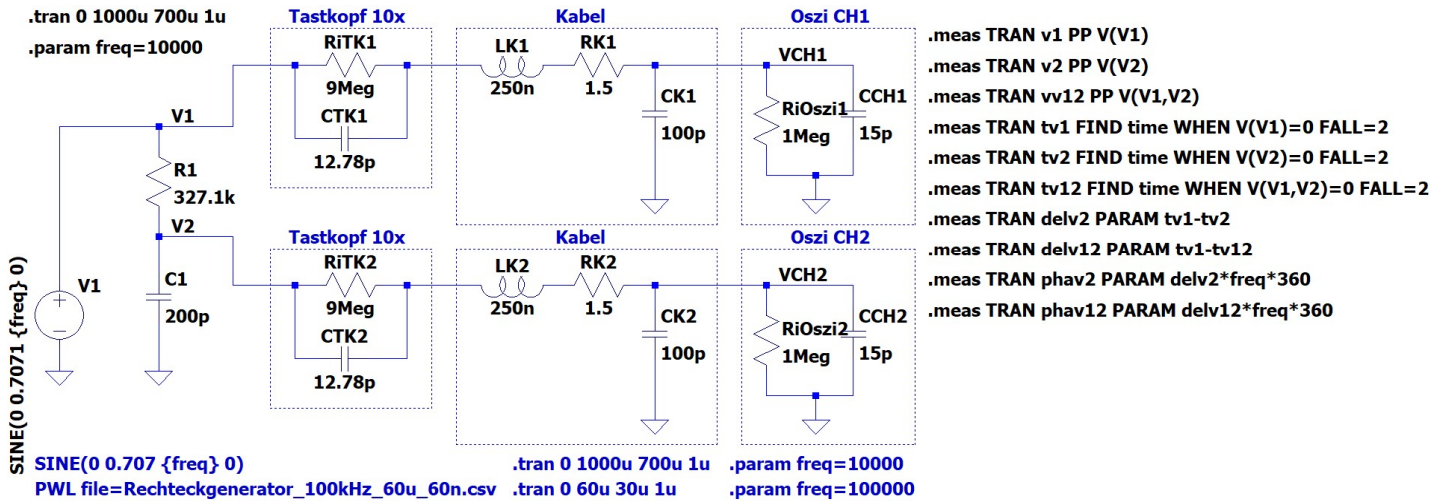 .tran 0 1000u 700u 1u
.param freq=10000
Tastkopf 10x
Kabel
Oszi CH1
RiTK1
9Meg
CTK1
12.78p
LK1
250n
RK1
1.5
CK1
100p
VCH1
RiOszi1
1Meg
CCH1
15p
V1
R1
327.1k
V2
V1
C1
200p
SINE(0 0.7071 {freq} 0)
Tastkopf 10x
Kabel
Oszi CH2
RiTK2
9Meg
CTK2
12.78p
LK2
250n
RK2
1.5
CK2
100p
VCH2
RiOszi2
1Meg
CCH2
15p
.meas TRAN v1 PP V(V1)
.meas TRAN v2 PP V(V2)
.meas TRAN vv12 PP V(V1,V2)
.meas TRAN tv1 FIND time WHEN V(V1)=0 FALL=2
.meas TRAN tv2 FIND time WHEN V(V2)=0 FALL=2
.meas TRAN tv12 FIND time WHEN V(V1,V2)=0 FALL=2
.meas TRAN delv2 PARAM tv1-tv2
.meas TRAN delv12 PARAM tv1-tv12
.meas TRAN phav2 PARAM delv2*freq*360
.meas TRAN phav12 PARAM delv12*freq*360
SINE(0 0.707 {freq} 0)
.tran 0 1000u 700u 1u
.param freq=10000
PWL file=Rechteckgenerator_100kHz_60u_60n.csv
.tran 0 60u 30u 1u
.param freq=100000